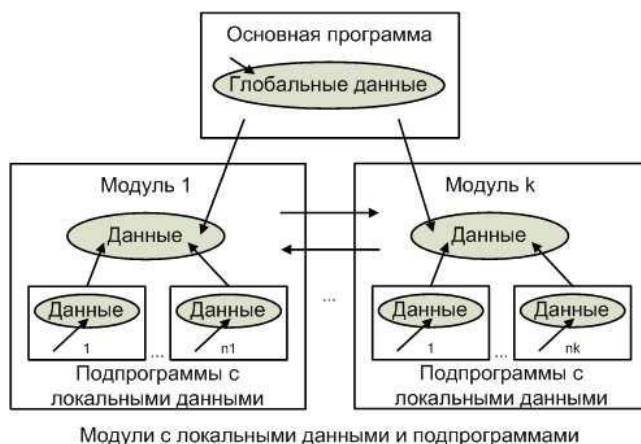 Основная программа
Глобальные данные
Модуль 1
Данные
Данные
1
...
Данные
n1
Подпрограммы с
локальными данными
...
Модуль k
Данные
Данные
1
...
Данные
nk
Подпрограммы с
локальными данными
Модули с локальными данными и подпрограммами